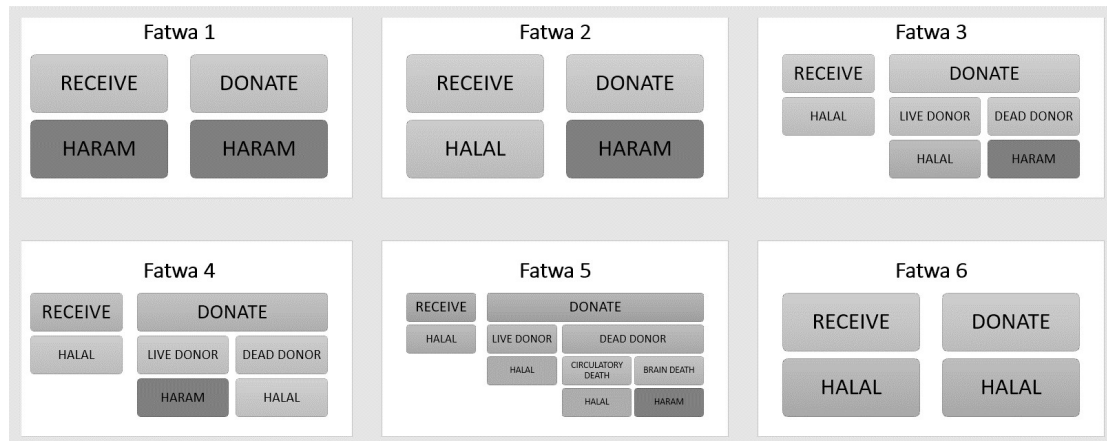 Fatwa 1
RECEIVE DONATE
HARAM HARAM
Fatwa 2
RECEIVE DONATE
HALAL HARAM
Fatwa 3
RECEIVE DONATE
HALAL LIVE DONOR DEAD DONOR
HALAL HARAM
Fatwa 4
RECEIVE DONATE
HALAL LIVE DONOR DEAD DONOR
HARAM HALAL
Fatwa 5
RECEIVE DONATE
HALAL LIVE DONOR DEAD DONOR
HALAL CIRCULATORY
DEATH BRAIN DEATH
HALAL HARAM
Fatwa 6
RECEIVE DONATE
HALAL HALAL